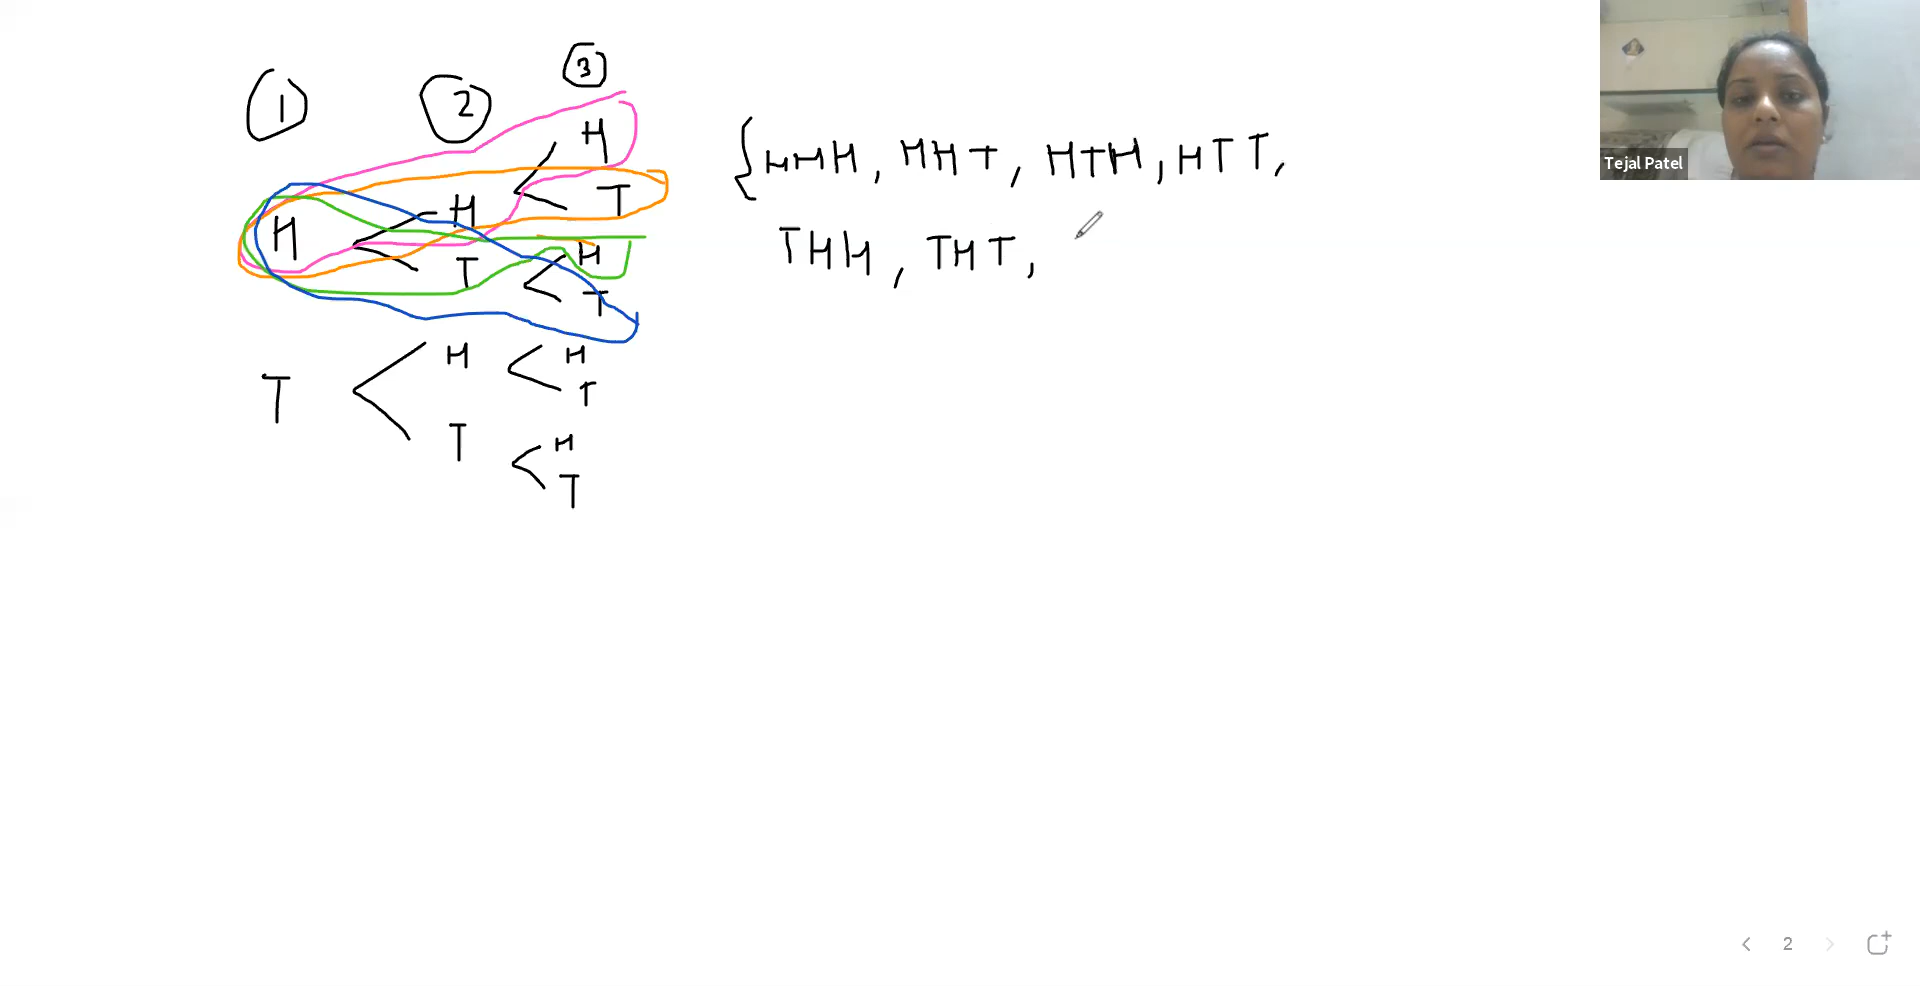 1 2 3
H
H
H T
T
H T
T
H
H T
T
H T
{HHH, HHT, HTH, HTT,
THH, THT,
Tejal Patel
2